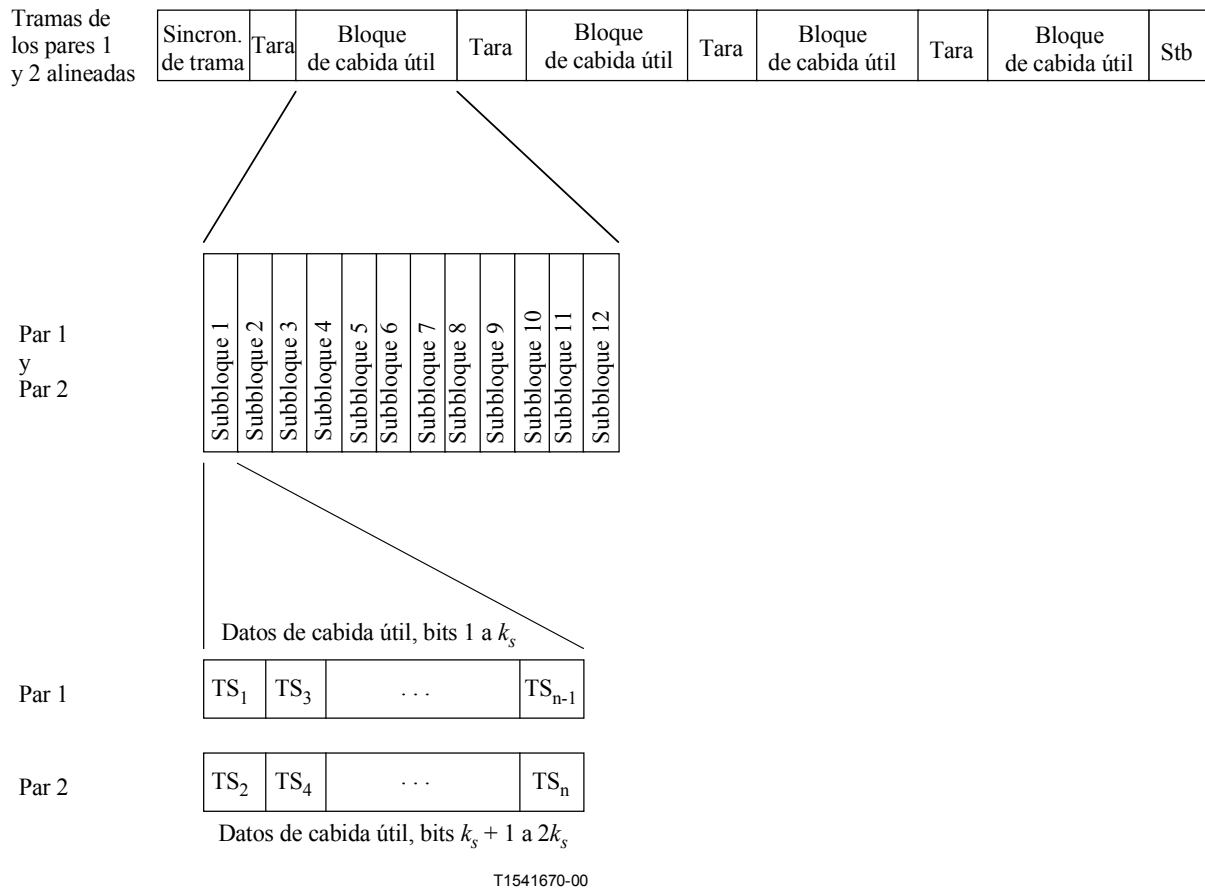 Tramas de
los pares 1
y 2 alineadas
Sincron.
de trama
Tara
Bloque
de cabida útil
Tara
Bloque
de cabida útil
Tara
Bloque
de cabida útil
Tara
Bloque
de cabida útil
Stb
Par 1
y
Par 2
Subbloque 1
Subbloque 2
Subbloque 3
Subbloque 4
Subbloque 5
Subbloque 6
Subbloque 7
Subbloque 8
Subbloque 9
Subbloque 10
Subbloque 11
Subbloque 12
Datos de cabida útil, bits 1 a kₛ
Par 1
TS₁ TS₃ . . . TSₙ₋₁
Par 2
TS₂ TS₄ . . . TSₙ
Datos de cabida útil, bits kₛ + 1 a 2kₛ
T1541670-00